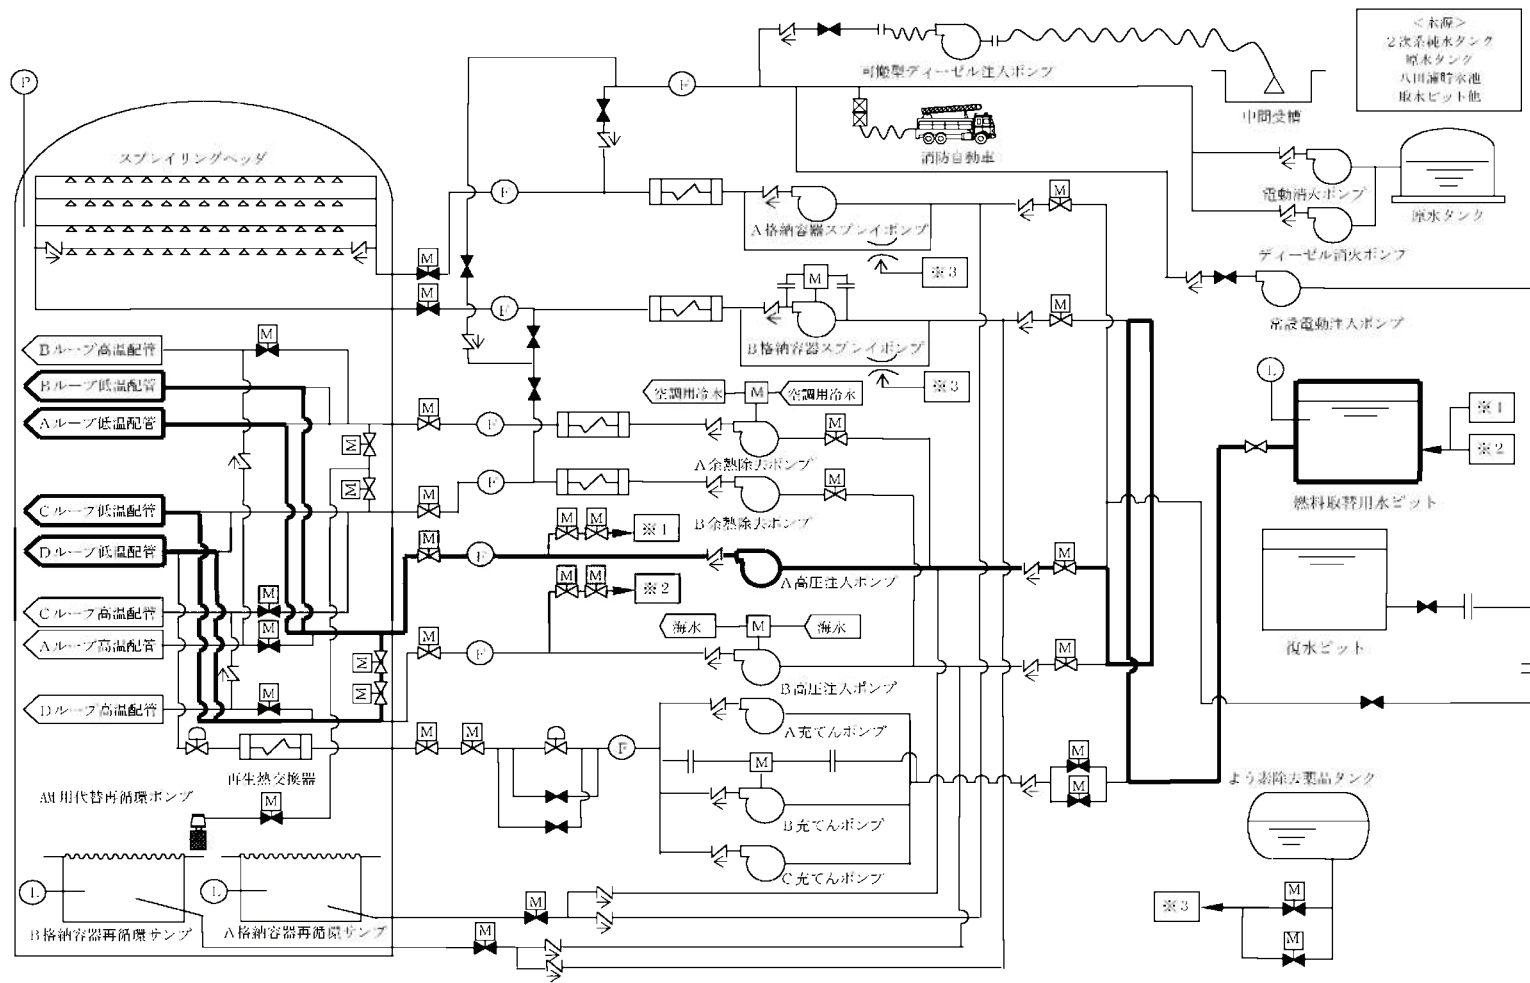 <水源>
2次系純水タンク
原水タンク
八田浦貯水池
取水ピット他
P
F
可搬型ディーゼル注入ポンプ
中間受槽
消防自動車
スプレイリングヘッダ
M
F
F
A格納容器スプレイポンプ
※3
M
M
電動消火ポンプ
原水タンク
ディーゼル消火ポンプ
M
M
B格納容器スプレイポンプ
※3
M
常設電動注入ポンプ
Bループ高温配管
M
Bループ低温配管
Aループ低温配管
空調用冷水
M
空調用冷水
L
※1
※2
燃料取替用水ピット
M
M
F
M
A余熱除去ポンプ
M
M
F
M
B余熱除去ポンプ
Cループ低温配管
Dループ低温配管
M
F
M
M
※1
A高圧注入ポンプ
M
M
M
※2
Cループ高温配管
M
Aループ高温配管
M
海水
M
海水
M
F
B高圧注入ポンプ
M
復水ピット
M
M
Dループ高温配管
M
A充てんポンプ
再生熱交換器
M
M
F
M
M
M
B充てんポンプ
C充てんポンプ
よう素除去薬品タンク
AM用代替再循環ポンプ
M
L
L
B格納容器再循環サンプ
A格納容器再循環サンプ
M
M
※3
M
M